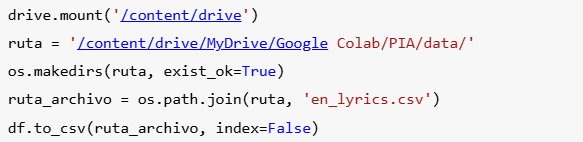 drive.mount('/content/drive')
ruta = '/content/drive/MyDrive/Google Colab/PIA/data/'
os.makedirs(ruta, exist_ok=True)
ruta_archivo = os.path.join(ruta, 'en_lyrics.csv')
df.to_csv(ruta_archivo, index=False)